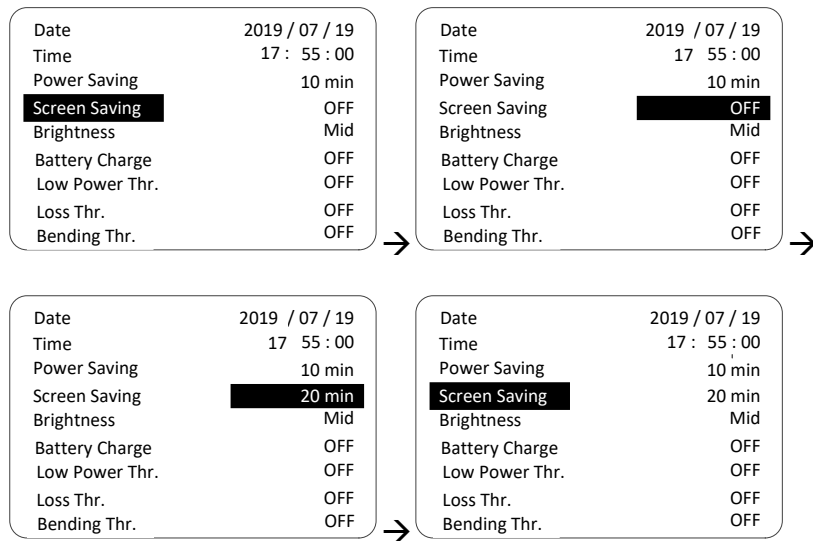 Date 2019 / 07 / 19
Time 17 : 55 : 00
Power Saving 10 min
Screen Saving OFF
Brightness Mid
Battery Charge OFF
Low Power Thr. OFF
Loss Thr. OFF
Bending Thr. OFF
→
Date 2019 / 07 / 19
Time 17 55 : 00
Power Saving 10 min
Screen Saving OFF
Brightness Mid
Battery Charge OFF
Low Power Thr. OFF
Loss Thr. OFF
Bending Thr. OFF
→
Date 2019 / 07 / 19
Time 17 55 : 00
Power Saving 10 min
Screen Saving 20 min
Brightness Mid
Battery Charge OFF
Low Power Thr. OFF
Loss Thr. OFF
Bending Thr. OFF
→
Date 2019 / 07 / 19
Time 17 : 55 : 00
Power Saving 10 min
Screen Saving 20 min
Brightness Mid
Battery Charge OFF
Low Power Thr. OFF
Loss Thr. OFF
Bending Thr. OFF